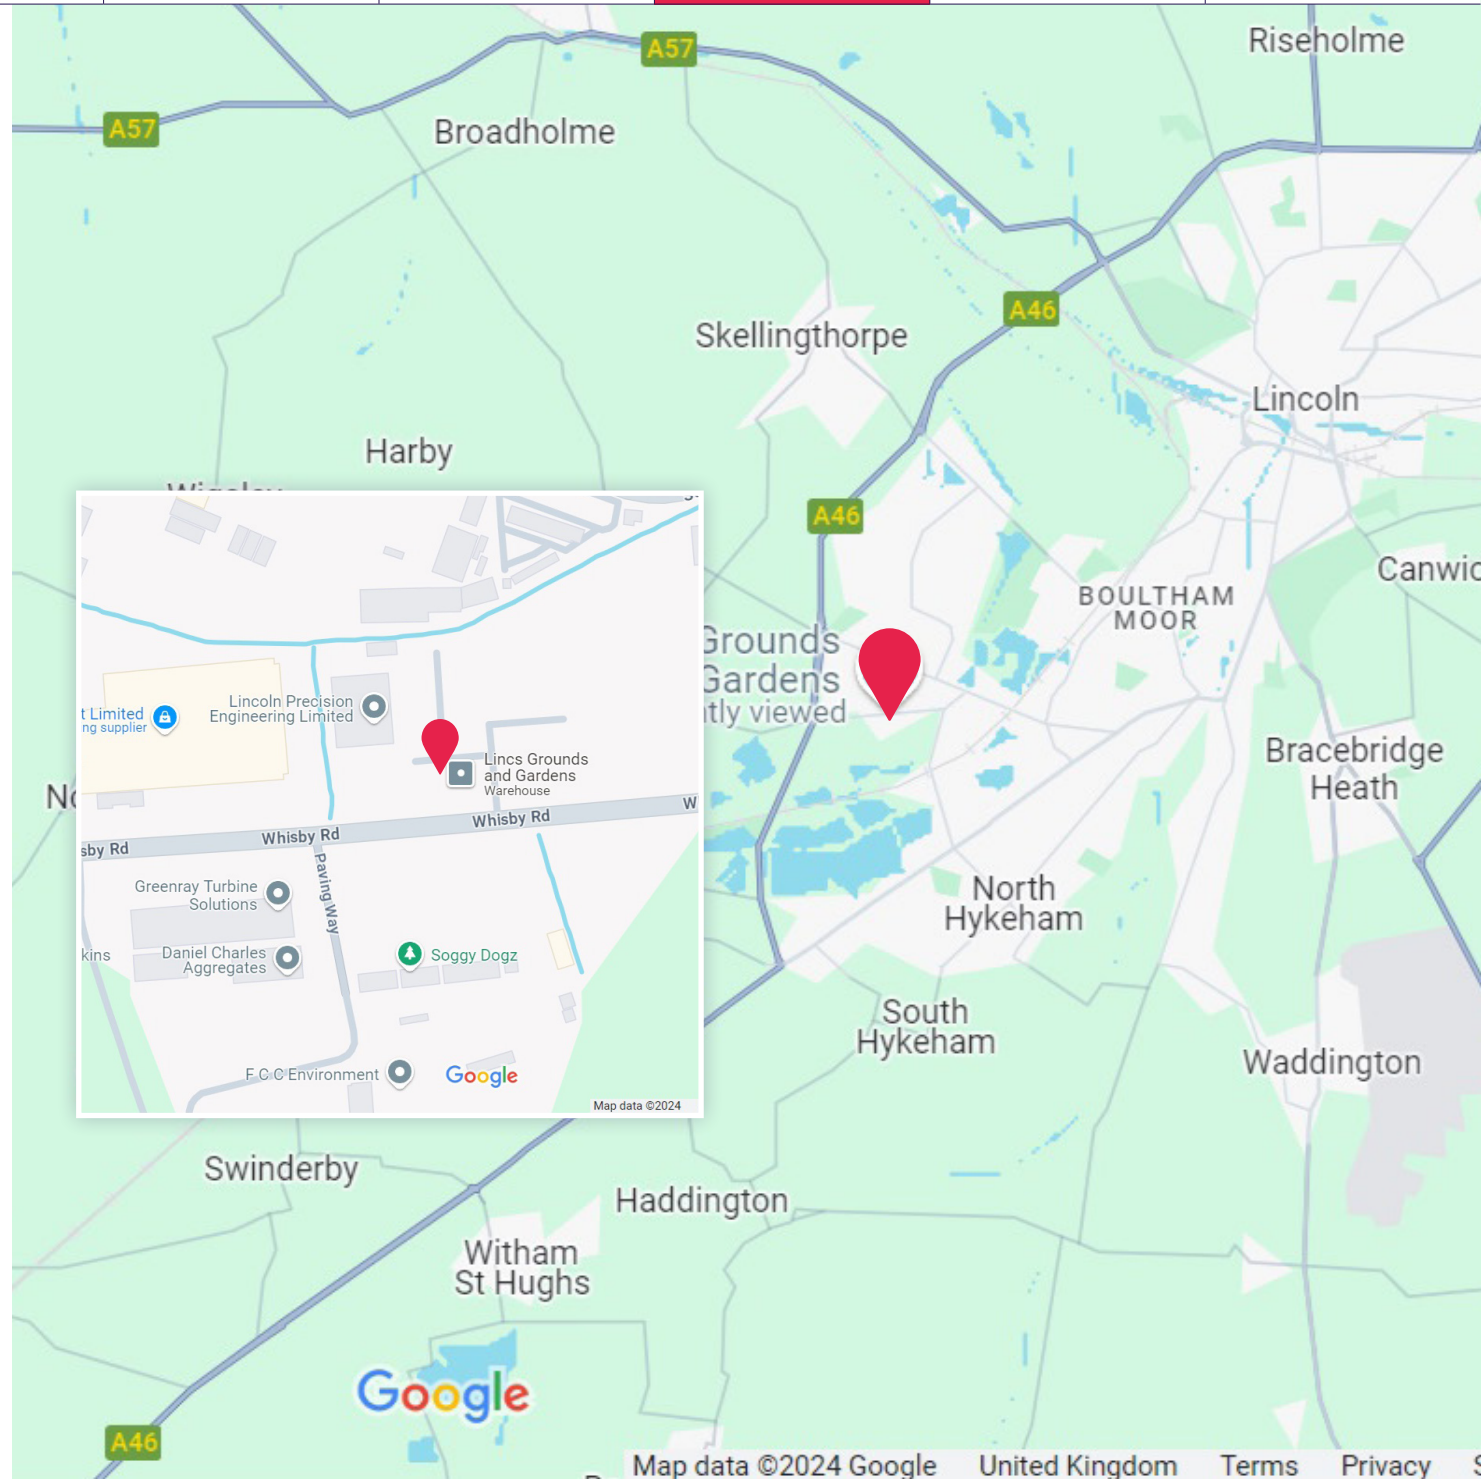 Riseholme
A57
A57
Broadholme
A46
Skellingthorpe
Lincoln
Harby
A46
Canwic
BOULTHAM
MOOR
Grounds
Gardens
tly viewed
Bracebridge
Heath
North
Hykeham
South
Hykeham
Waddington
Swinderby
Haddington
Witham
St Hughs
A46
Google
Map data ©2024 Google United Kingdom Terms Privacy
Lincoln Precision
Engineering Limited
t Limited
ng supplier
Lincs Grounds
and Gardens
Warehouse
Whisby Rd
Whisby Rd
sby Rd
W
Paving Way
Greenray Turbine
Solutions
Daniel Charles
Aggregates
kins
Soggy Dogz
F C C Environment
Google
Map data ©2024